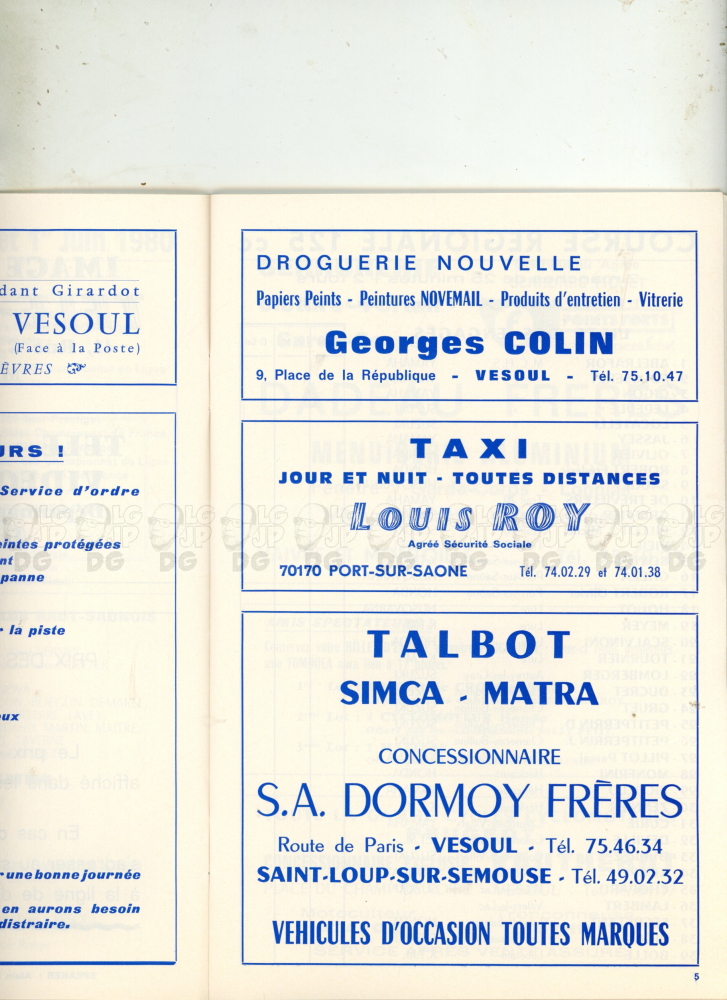 dant Girardot
VESOUL
(Face à la Poste)
ÈVRES
URS !
Service d'ordre
eintes protégées
nt
panne
r la piste
oux
r une bonne journée
en aurons besoin
distraire.
DROGUERIE NOUVELLE
Papiers Peints - Peintures NOVEMAIL - Produits d'entretien - Vitrerie
Georges COLIN
9, Place de la République - VESOUL - Tél. 75.10.47
TAXI
JOUR ET NUIT - TOUTES DISTANCES
LOUIS ROY
Agréé Sécurité Sociale
70170 PORT-SUR-SAONE Tél. 74.02.29 et 74.01.38
TALBOT
SIMCA - MATRA
CONCESSIONNAIRE
S.A. DORMOY FRÈRES
Route de Paris - VESOUL - Tél. 75.46.34
SAINT-LOUP-SUR-SEMOUSE - Tél. 49.02.32
VEHICULES D'OCCASION TOUTES MARQUES
5